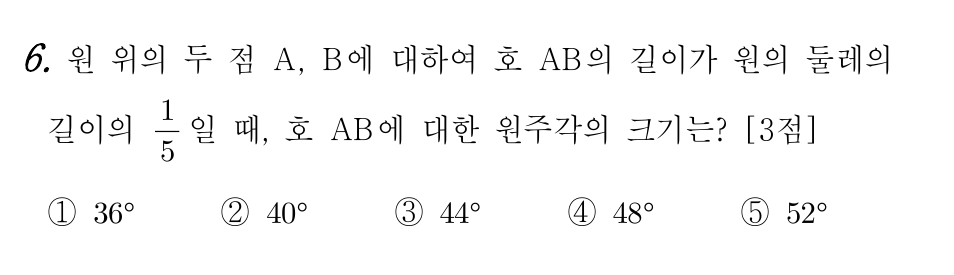 6. 원 위의 두 점 A, B에 대하여 호 AB의 길이가 원의 둘레의
길이의 1/5일 때, 호 AB에 대한 원주각의 크기는? [3점]
① 36° ② 40° ③ 44° ④ 48° ⑤ 52°